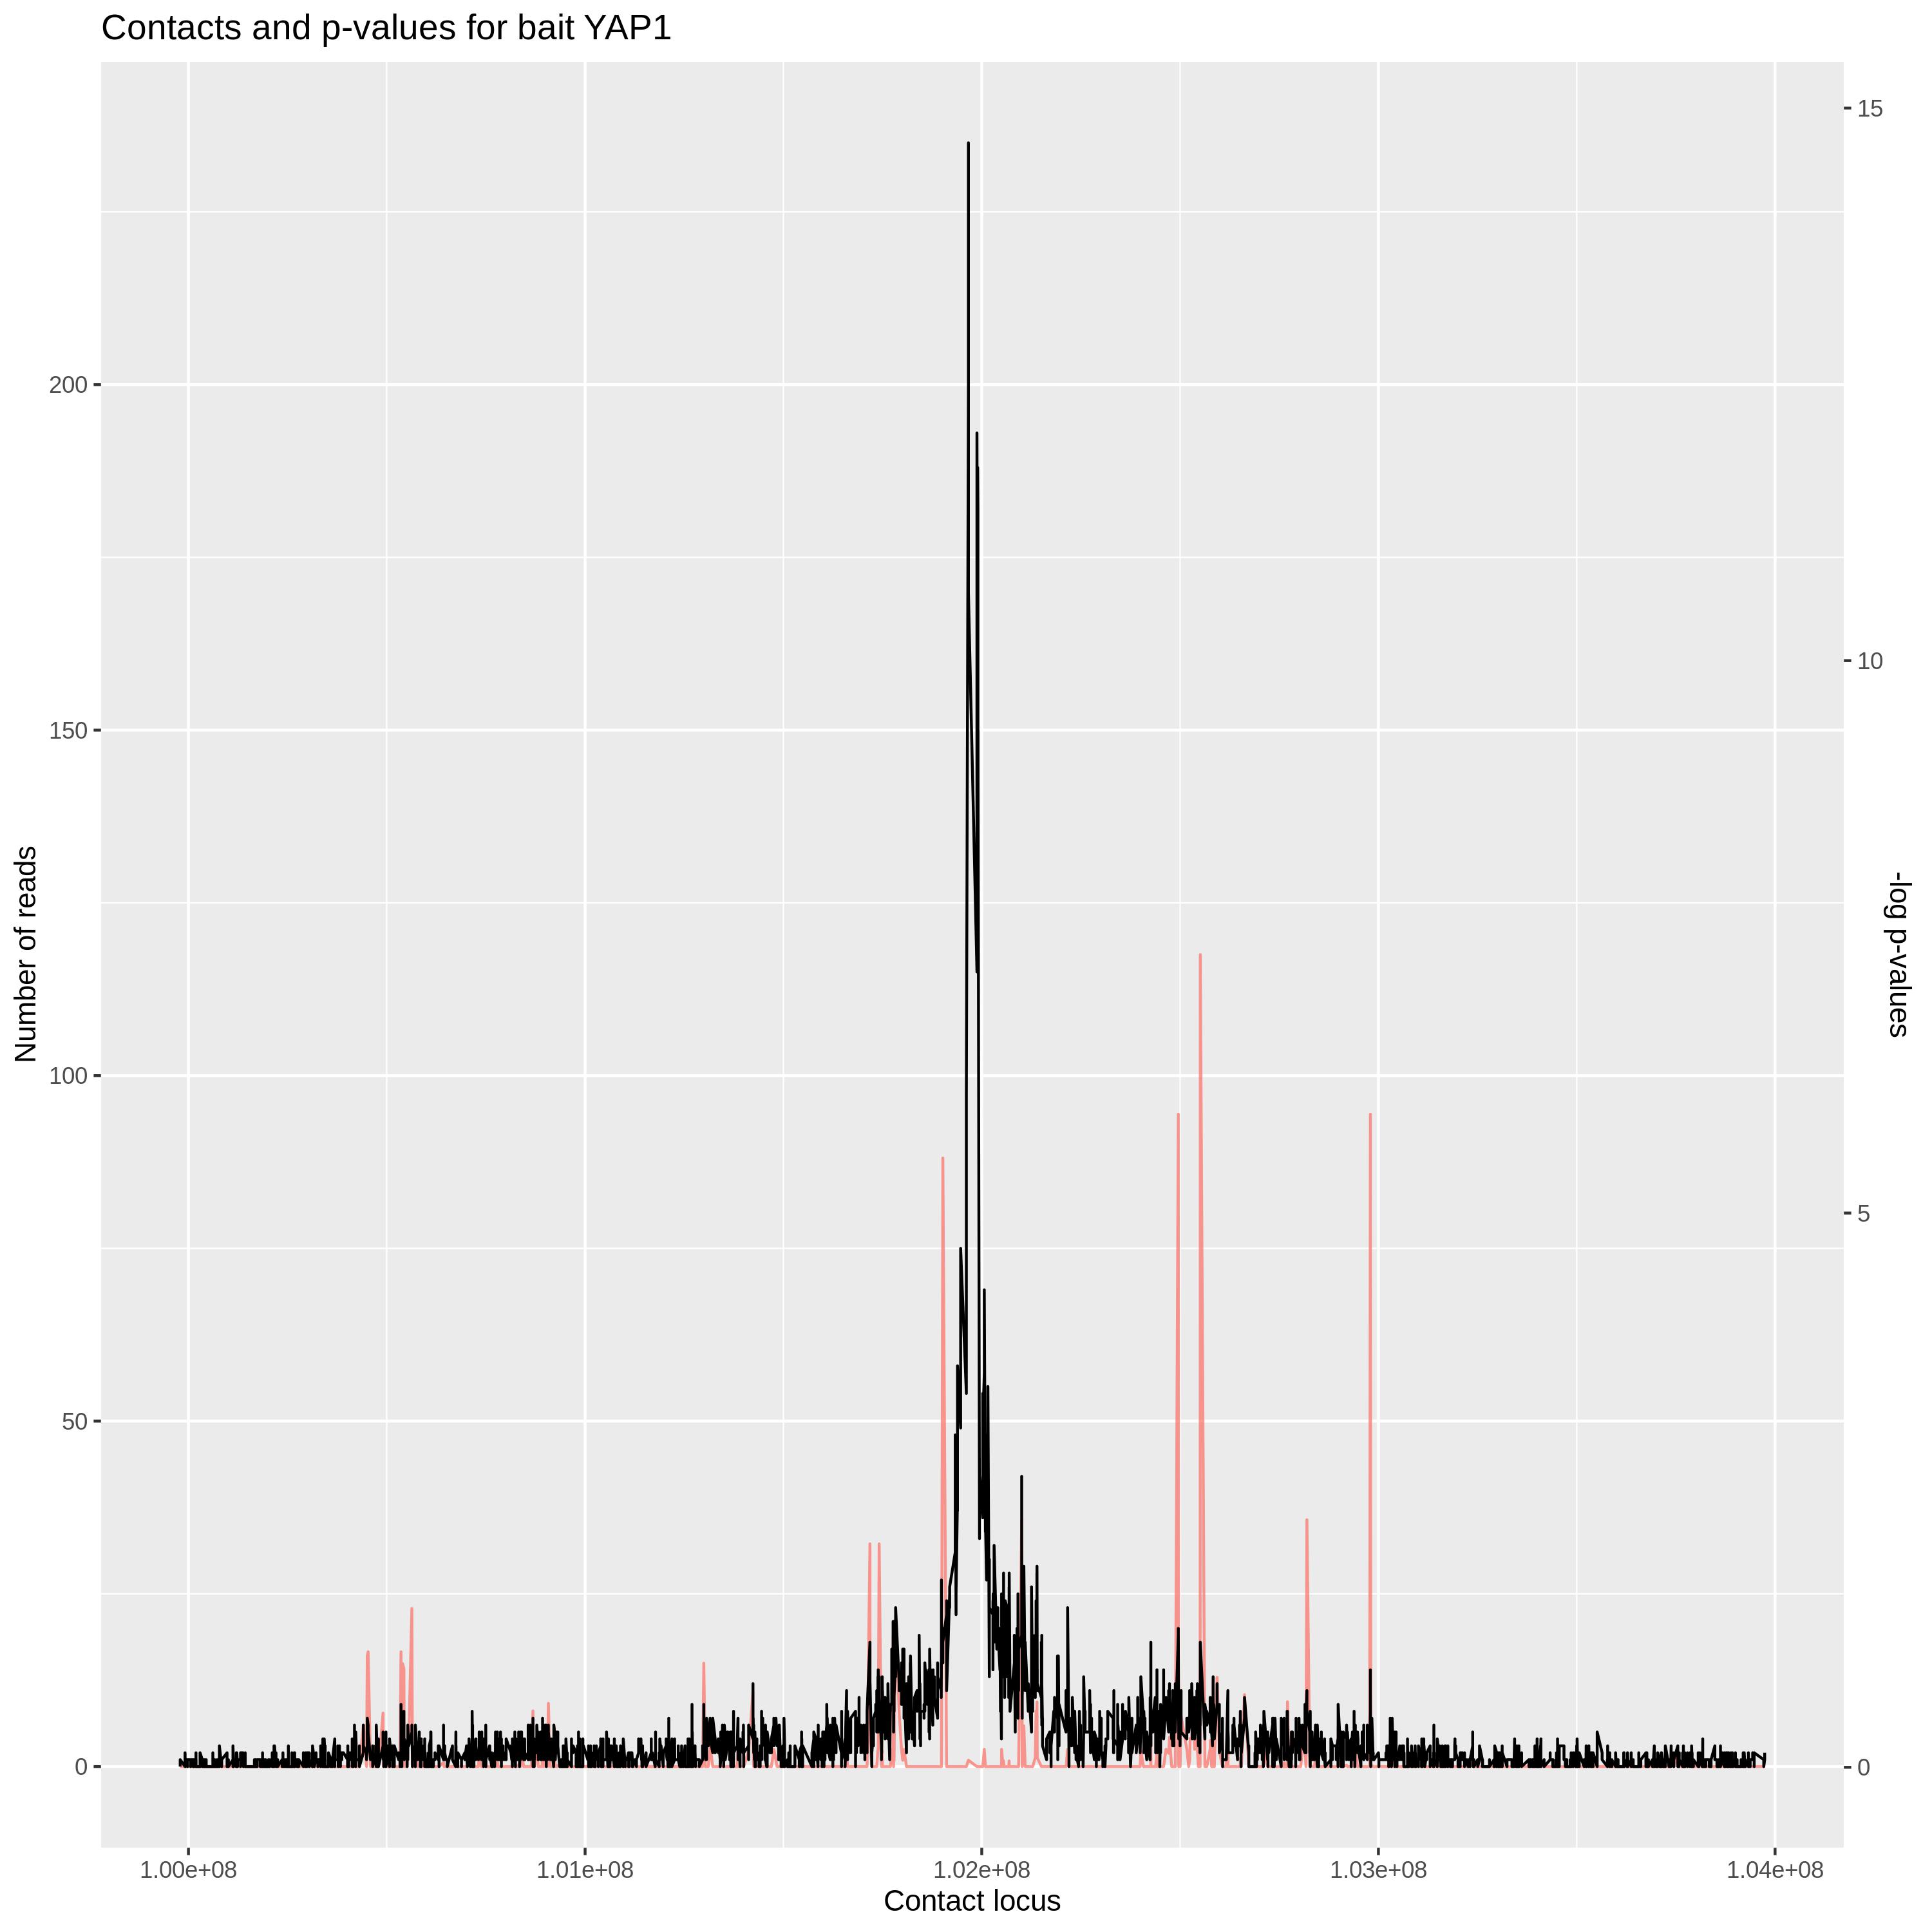 Contacts and p-values for bait YAP1
15
200
10
150
Number of reads
-log p-values
100
5
50
0
0
1.00e+08
1.01e+08
1.02e+08
1.03e+08
1.04e+08
Contact locus